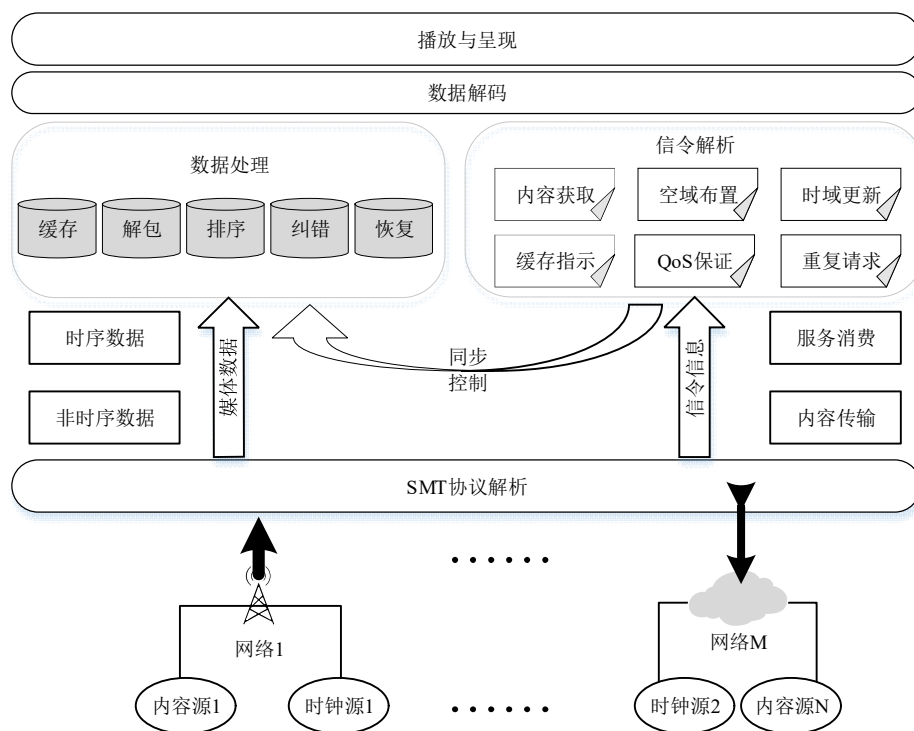 播放与呈现
数据解码
数据处理
缓存
解包
排序
纠错
恢复
信令解析
内容获取
空域布置
时域更新
缓存指示
QoS保证
重复请求
时序数据
非时序数据
媒体数据
同步
控制
信令信息
服务消费
内容传输
SMT协议解析
······
网络1
网络M
内容源1
时钟源1
······
时钟源2
内容源N